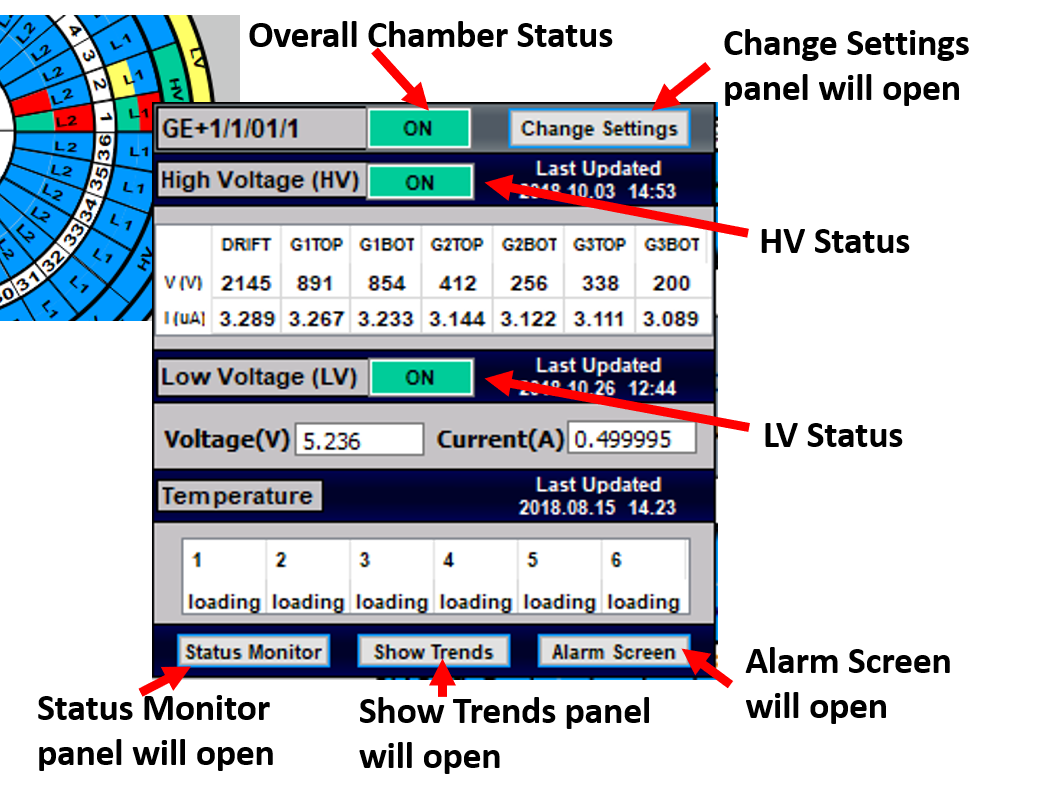 Overall Chamber Status
Change Settings
panel will open
LV
HV
L2 4 L1
L2 3 L1
L2 2 L1
L2 1 L1
L2 36 L1
L2 35 L1
L2 34 L1
L2 33 L1
L2 32 L1
31
HV
GE+1/1/01/1 ON Change Settings
High Voltage (HV) ON Last Updated
2018.10.03 14:53
HV Status
DRIFT G1TOP G1BOT G2TOP G2BOT G3TOP G3BOT
V (V) 2145 891 854 412 256 338 200
I (uA) 3.289 3.267 3.233 3.144 3.122 3.111 3.089
Low Voltage (LV) ON Last Updated
2018.10.26 12:44
LV Status
Voltage(V) 5.236 Current(A) 0.499995
Temperature Last Updated
2018.08.15 14.23
1 2 3 4 5 6
loading loading loading loading loading loading
Status Monitor Show Trends Alarm Screen
Alarm Screen
will open
Status Monitor
panel will open
Show Trends panel
will open